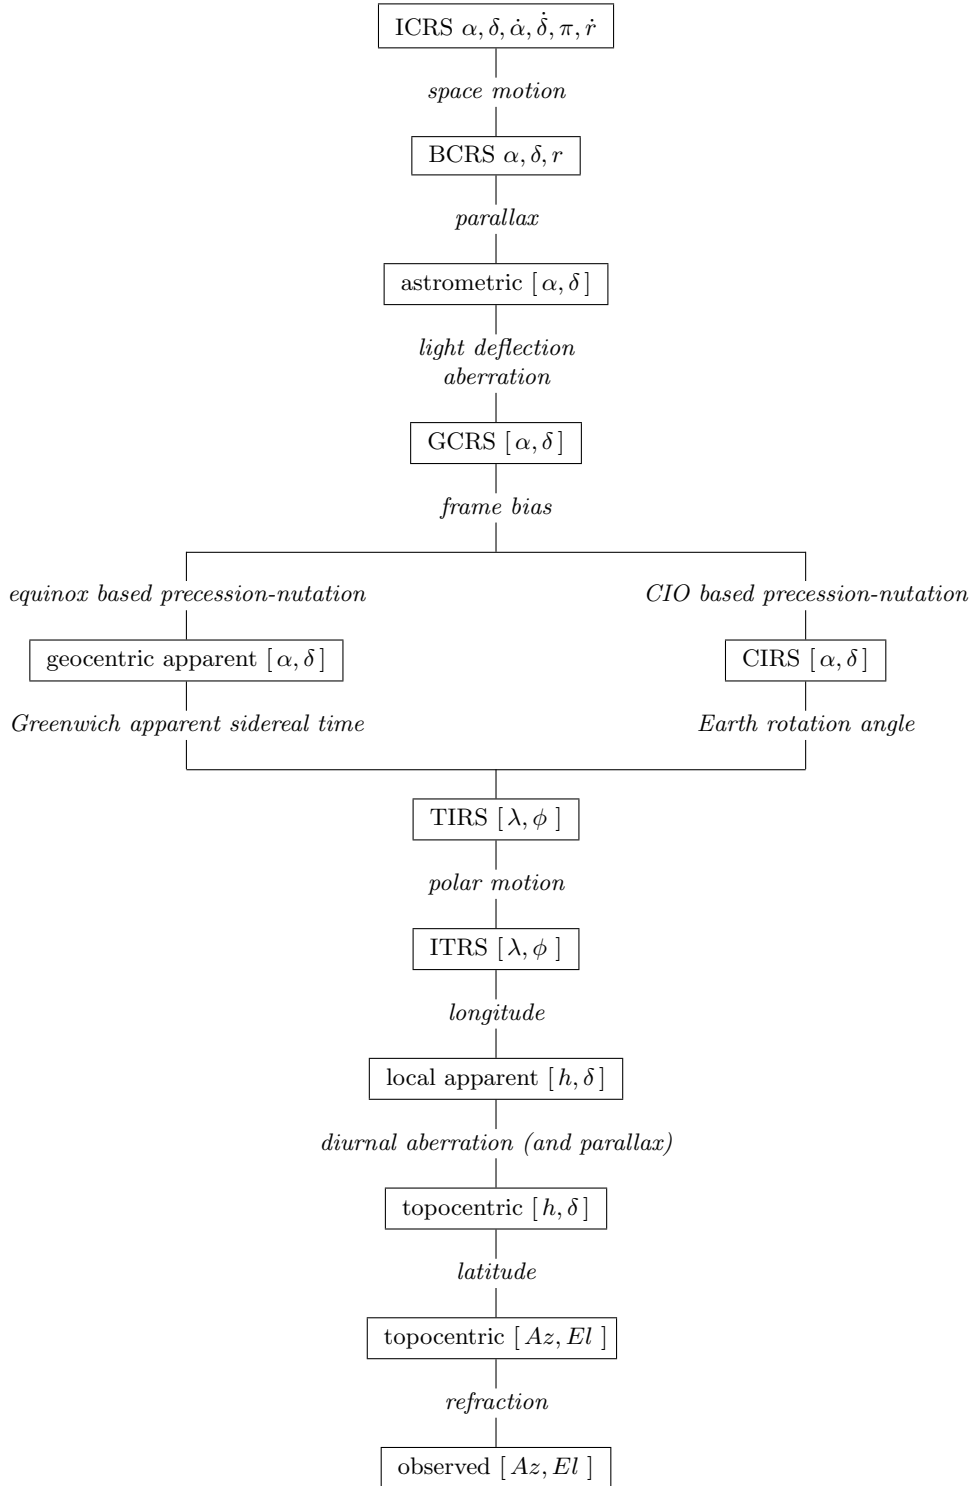 ICRS α, δ, α̇, δ̇, π, ṙ
space motion
BCRS α, δ, r
parallax
astrometric [ α, δ ]
light deflection
aberration
GCRS [ α, δ ]
frame bias
equinox based precession-nutation
CIO based precession-nutation
geocentric apparent [ α, δ ]
CIRS [ α, δ ]
Greenwich apparent sidereal time
Earth rotation angle
TIRS [ λ, ϕ ]
polar motion
ITRS [ λ, ϕ ]
longitude
local apparent [ h, δ ]
diurnal aberration (and parallax)
topocentric [ h, δ ]
latitude
topocentric [ Az, El ]
refraction
observed [ Az, El ]